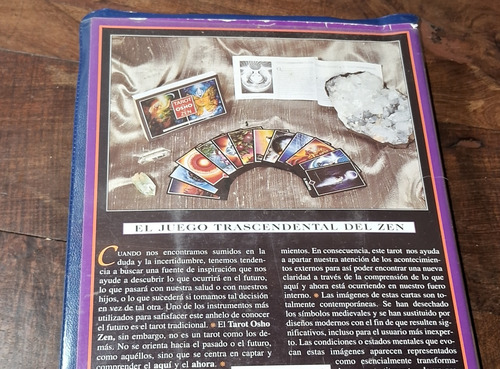 TAROT
OSHO
ZEN
EL JUEGO TRASCENDENTAL DEL ZEN
CUANDO nos encontramos sumidos en la
duda y la incertidumbre, tenemos tenden-
cia a buscar una fuente de inspiración que nos
ayude a descubrir lo que ocurrirá en el futuro,
lo que pasará con nuestra salud o con nuestros
hijos, o lo que sucederá si tomamos tal decisión
en vez de tal otra. Uno de los instrumentos más
utilizados para satisfacer este anhelo de conocer
el futuro es el tarot tradicional. El Tarot Osho
Zen, sin embargo, no es un tarot como los de-
más. No se orienta hacia el pasado o el futuro,
como aquéllos, sino que se centra en captar y
comprender el aquí y el ahora.
mientos. En consecuencia, este tarot nos ayuda
a apartar nuestra atención de los acontecimien-
tos externos para así poder encontrar una nueva
claridad a través de la comprensión de lo que
aquí y ahora está ocurriendo en nuestro fuero
interno. Las imágenes de estas cartas son to-
talmente contemporáneas. Se han desechado
los símbolos medievales y se han sustituido por
diseños modernos con el fin de que resulten sig-
nificativos, incluso para el usuario más inexper-
to. Las condiciones o estados mentales que evo-
can estas imágenes aparecen representados
como esencialmente transforma-